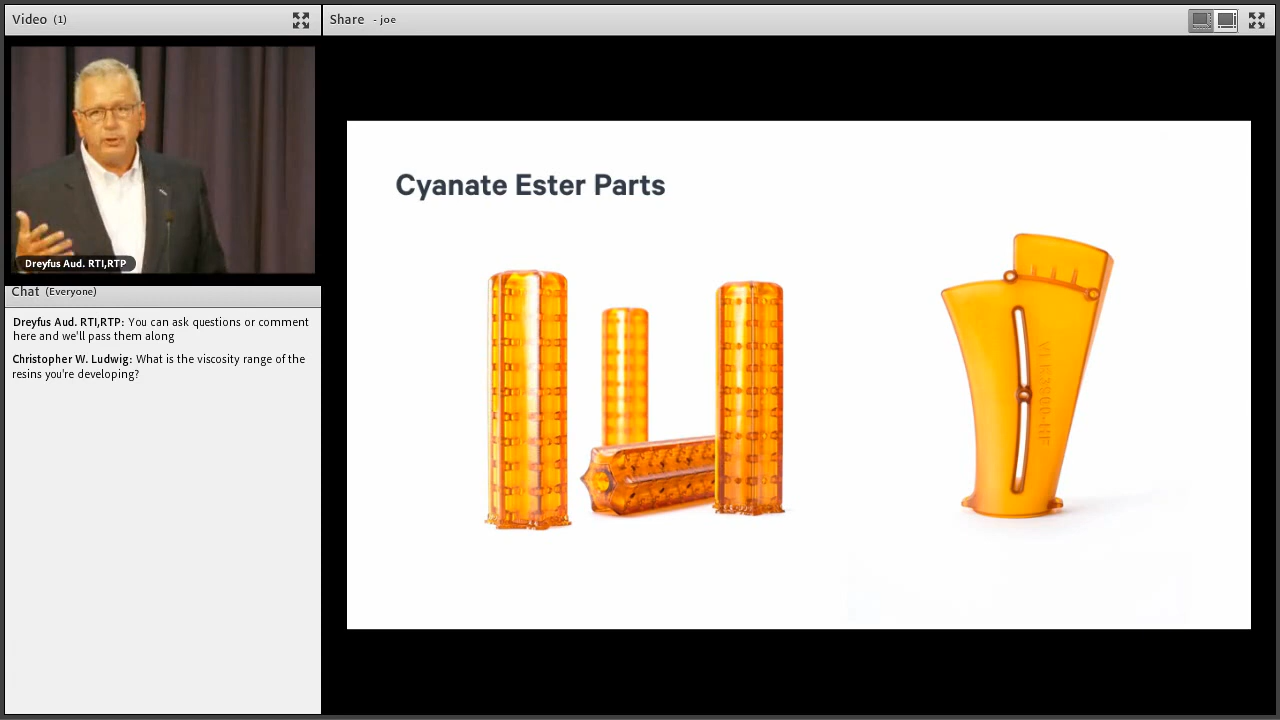 Video (1)
Share - joe
Dreyfus Aud. RTI,RTP
Chat (Everyone)
Dreyfus Aud. RTI,RTP: You can ask questions or comment
here and we'll pass them along
Christopher W. Ludwig: What is the viscosity range of the
resins you're developing?
Cyanate Ester Parts